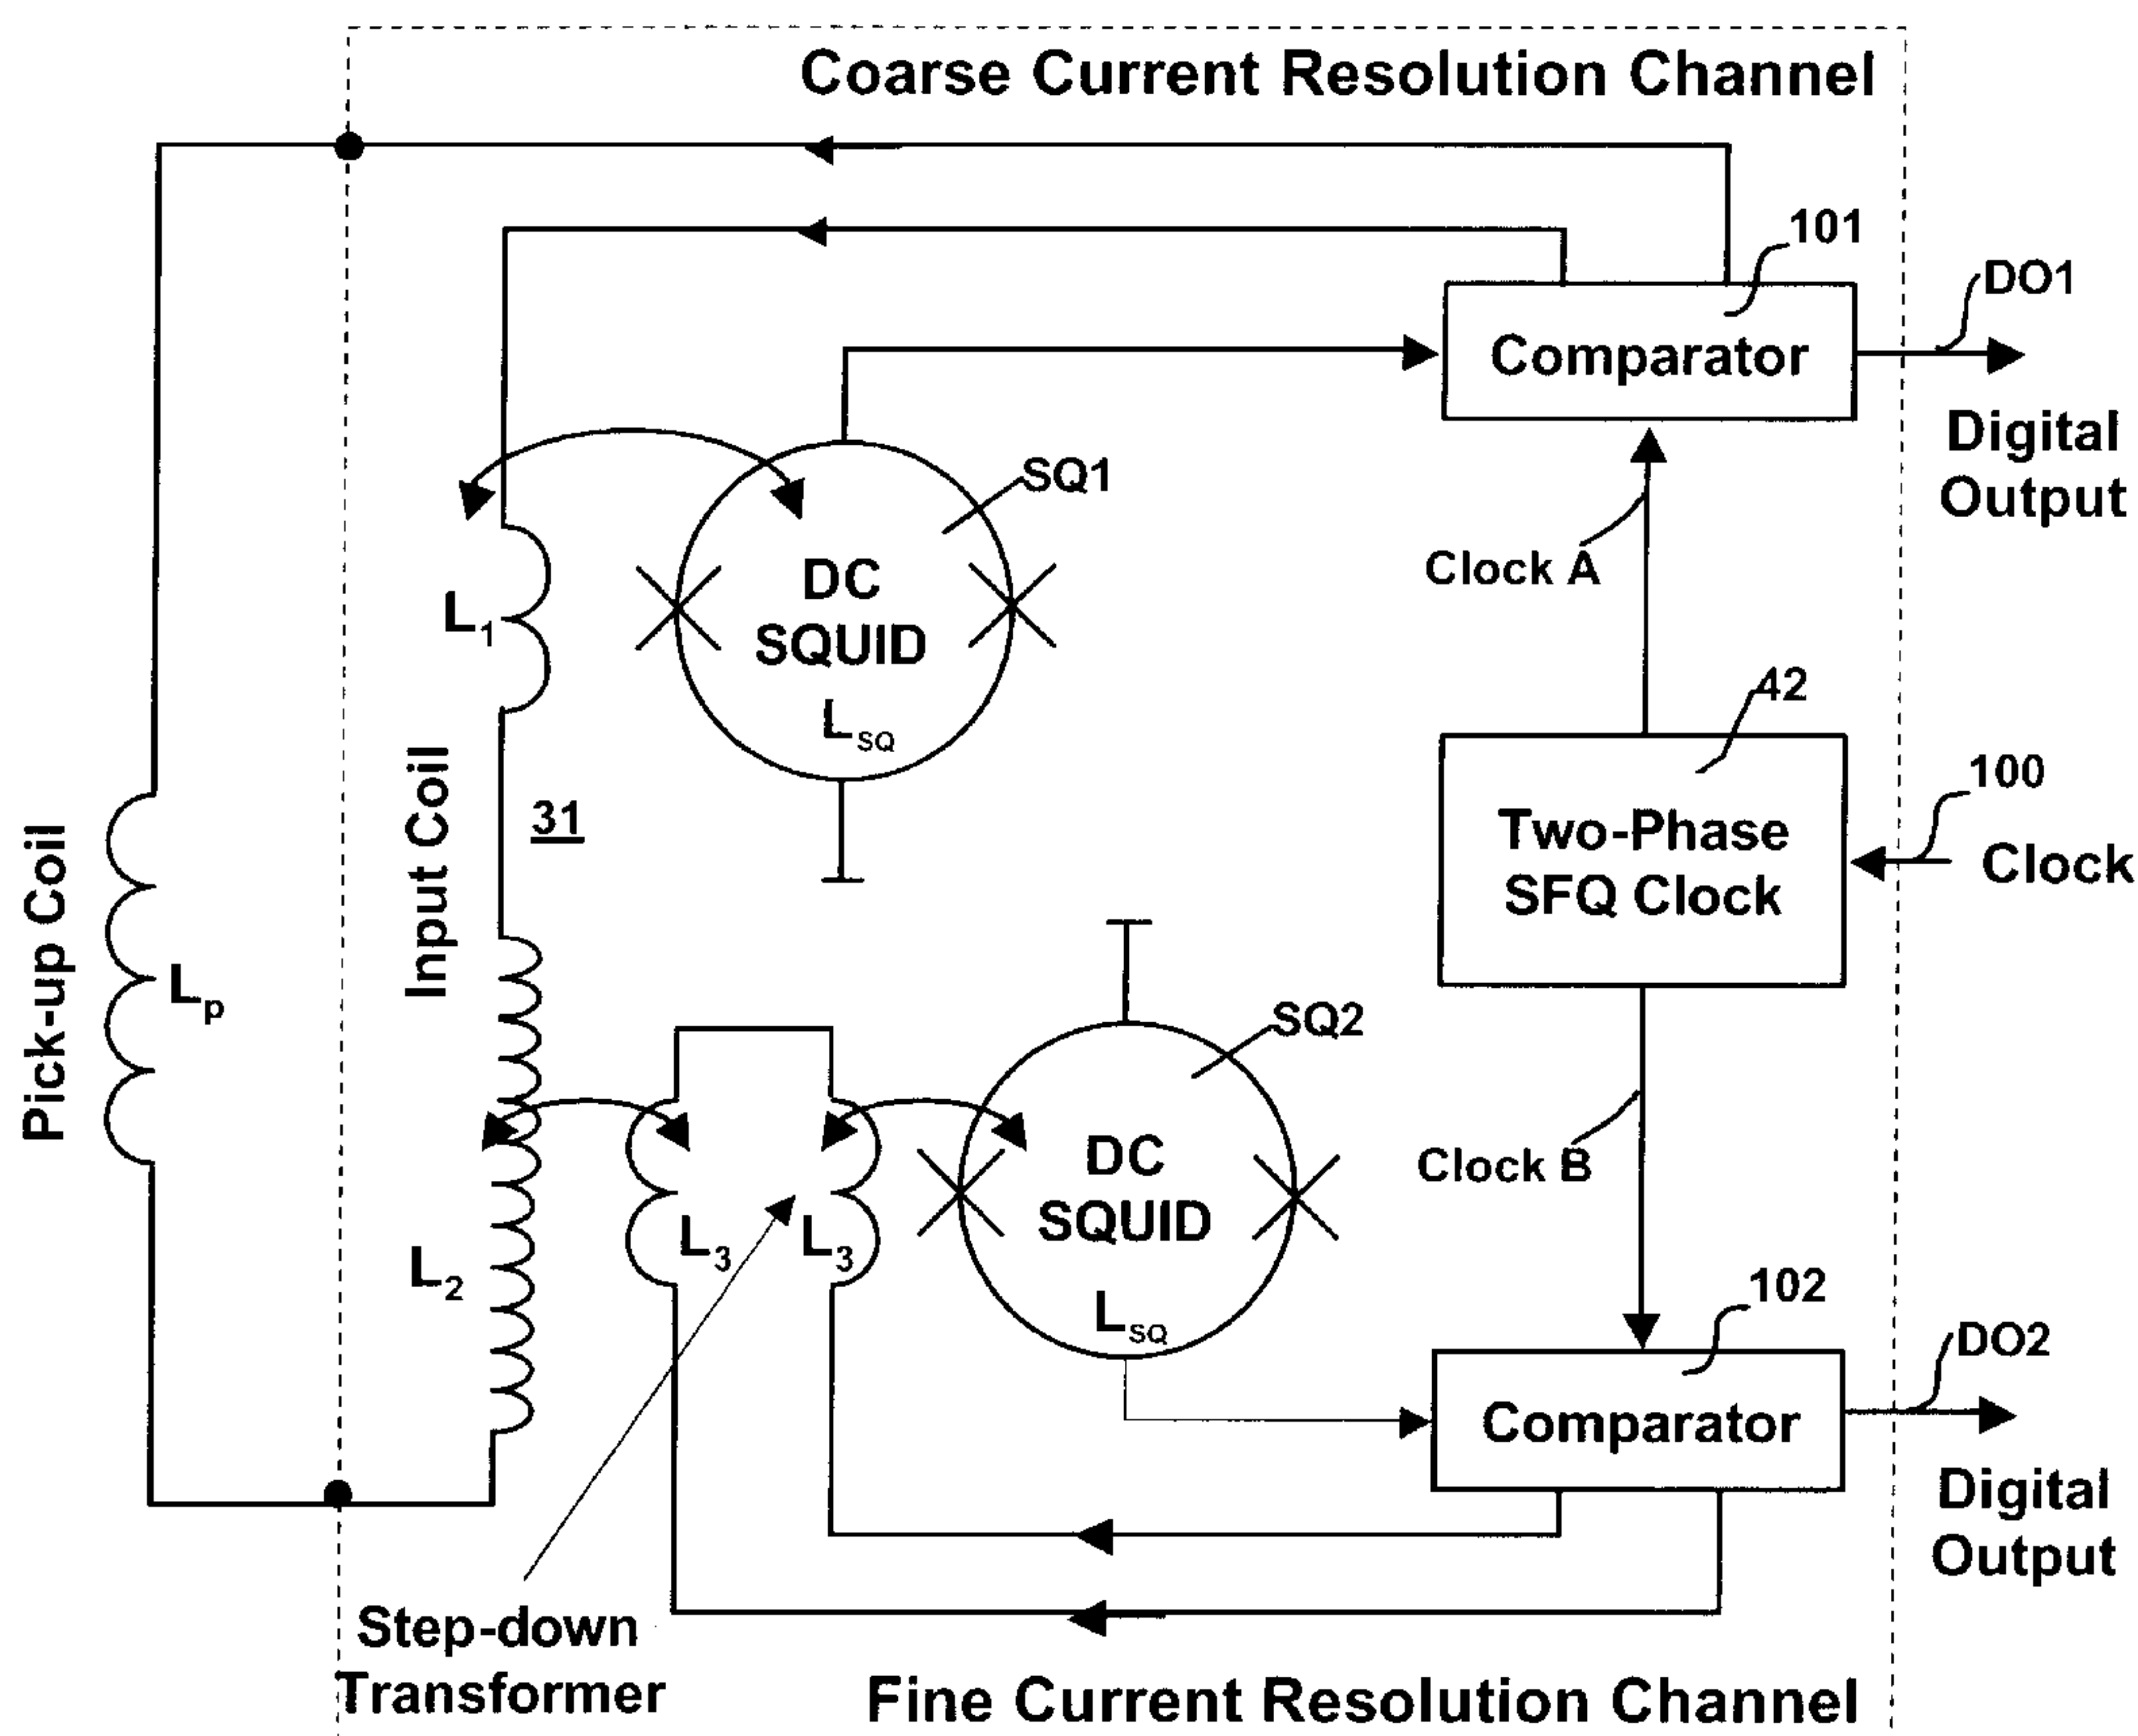 Coarse Current Resolution Channel
101
DO1
Comparator
Digital
Output
SQ1
Clock A
DC
SQUID
L1
LSQ
42
Input Coil
31
100
Two-Phase
SFQ Clock
Clock
Pick-up Coil
Lp
SQ2
DC
SQUID
Clock B
L3
L3
L2
LSQ
102
DO2
Comparator
Digital
Output
Step-down
Transformer
Fine Current Resolution Channel